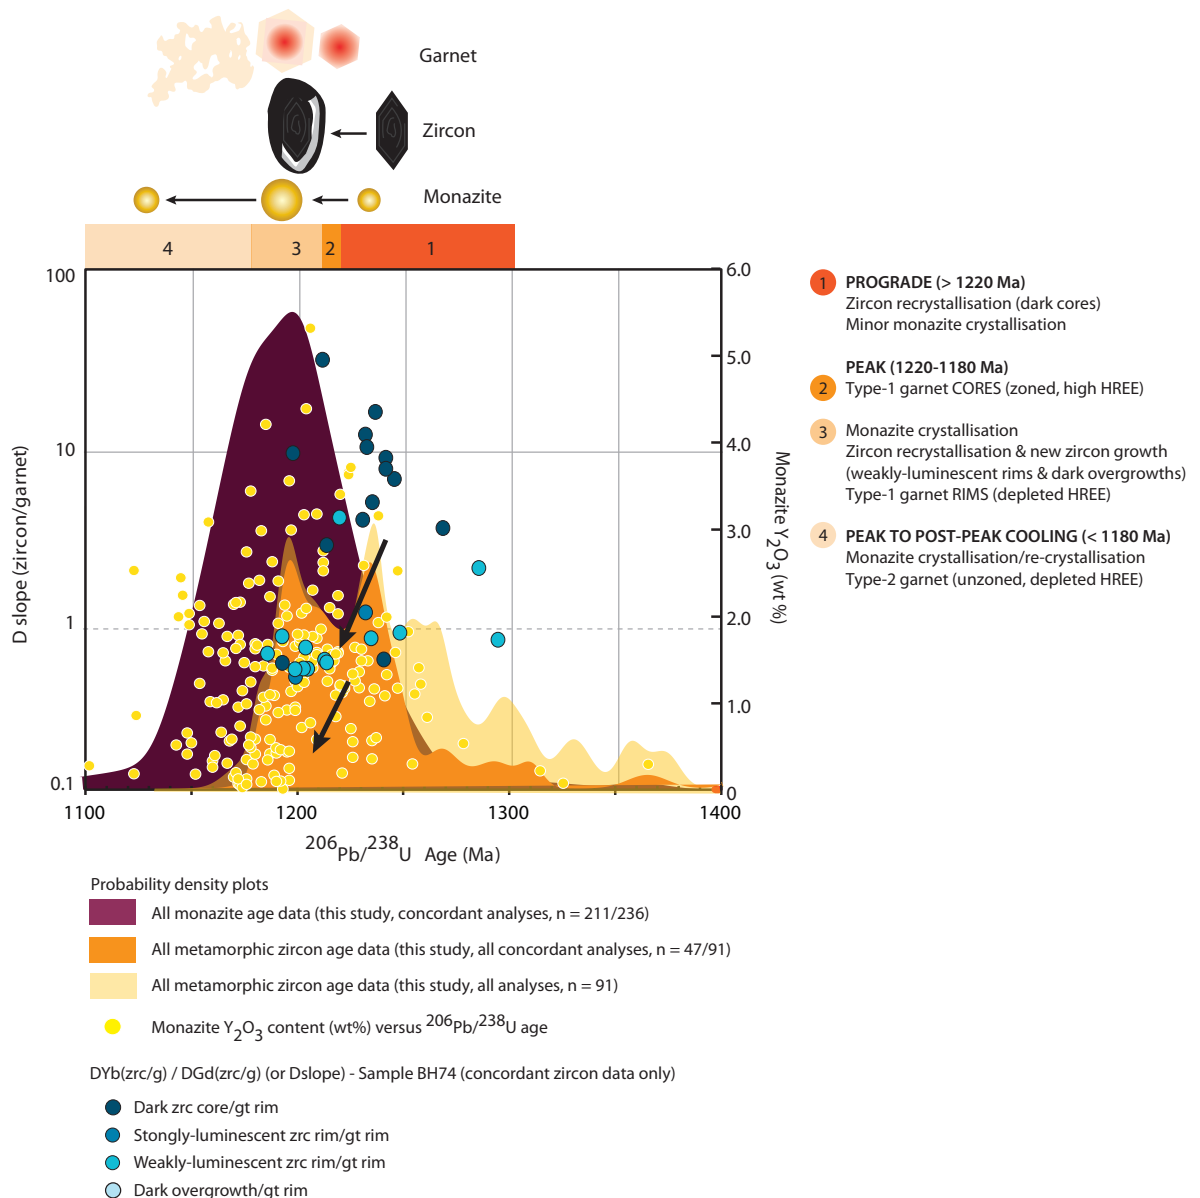 Garnet
Zircon
Monazite
4 3 2 1
100
10
1
0.1
D slope (zircon/garnet)
6.0
5.0
4.0
3.0
2.0
1.0
0
Monazite Y2O3 (wt %)
1100 1200 1300 1400
206Pb/238U Age (Ma)
1 PROGRADE (> 1220 Ma)
Zircon recrystallisation (dark cores)
Minor monazite crystallisation
PEAK (1220-1180 Ma)
2 Type-1 garnet CORES (zoned, high HREE)
3 Monazite crystallisation
Zircon recrystallisation & new zircon growth
(weakly-luminescent rims & dark overgrowths)
Type-1 garnet RIMS (depleted HREE)
4 PEAK TO POST-PEAK COOLING (< 1180 Ma)
Monazite crystallisation/re-crystallisation
Type-2 garnet (unzoned, depleted HREE)
Probability density plots
All monazite age data (this study, concordant analyses, n = 211/236)
All metamorphic zircon age data (this study, all concordant analyses, n = 47/91)
All metamorphic zircon age data (this study, all analyses, n = 91)
Monazite Y2O3 content (wt%) versus 206Pb/238U age
DYb(zrc/g) / DGd(zrc/g) (or Dslope) - Sample BH74 (concordant zircon data only)
Dark zrc core/gt rim
Stongly-luminescent zrc rim/gt rim
Weakly-luminescent zrc rim/gt rim
Dark overgrowth/gt rim